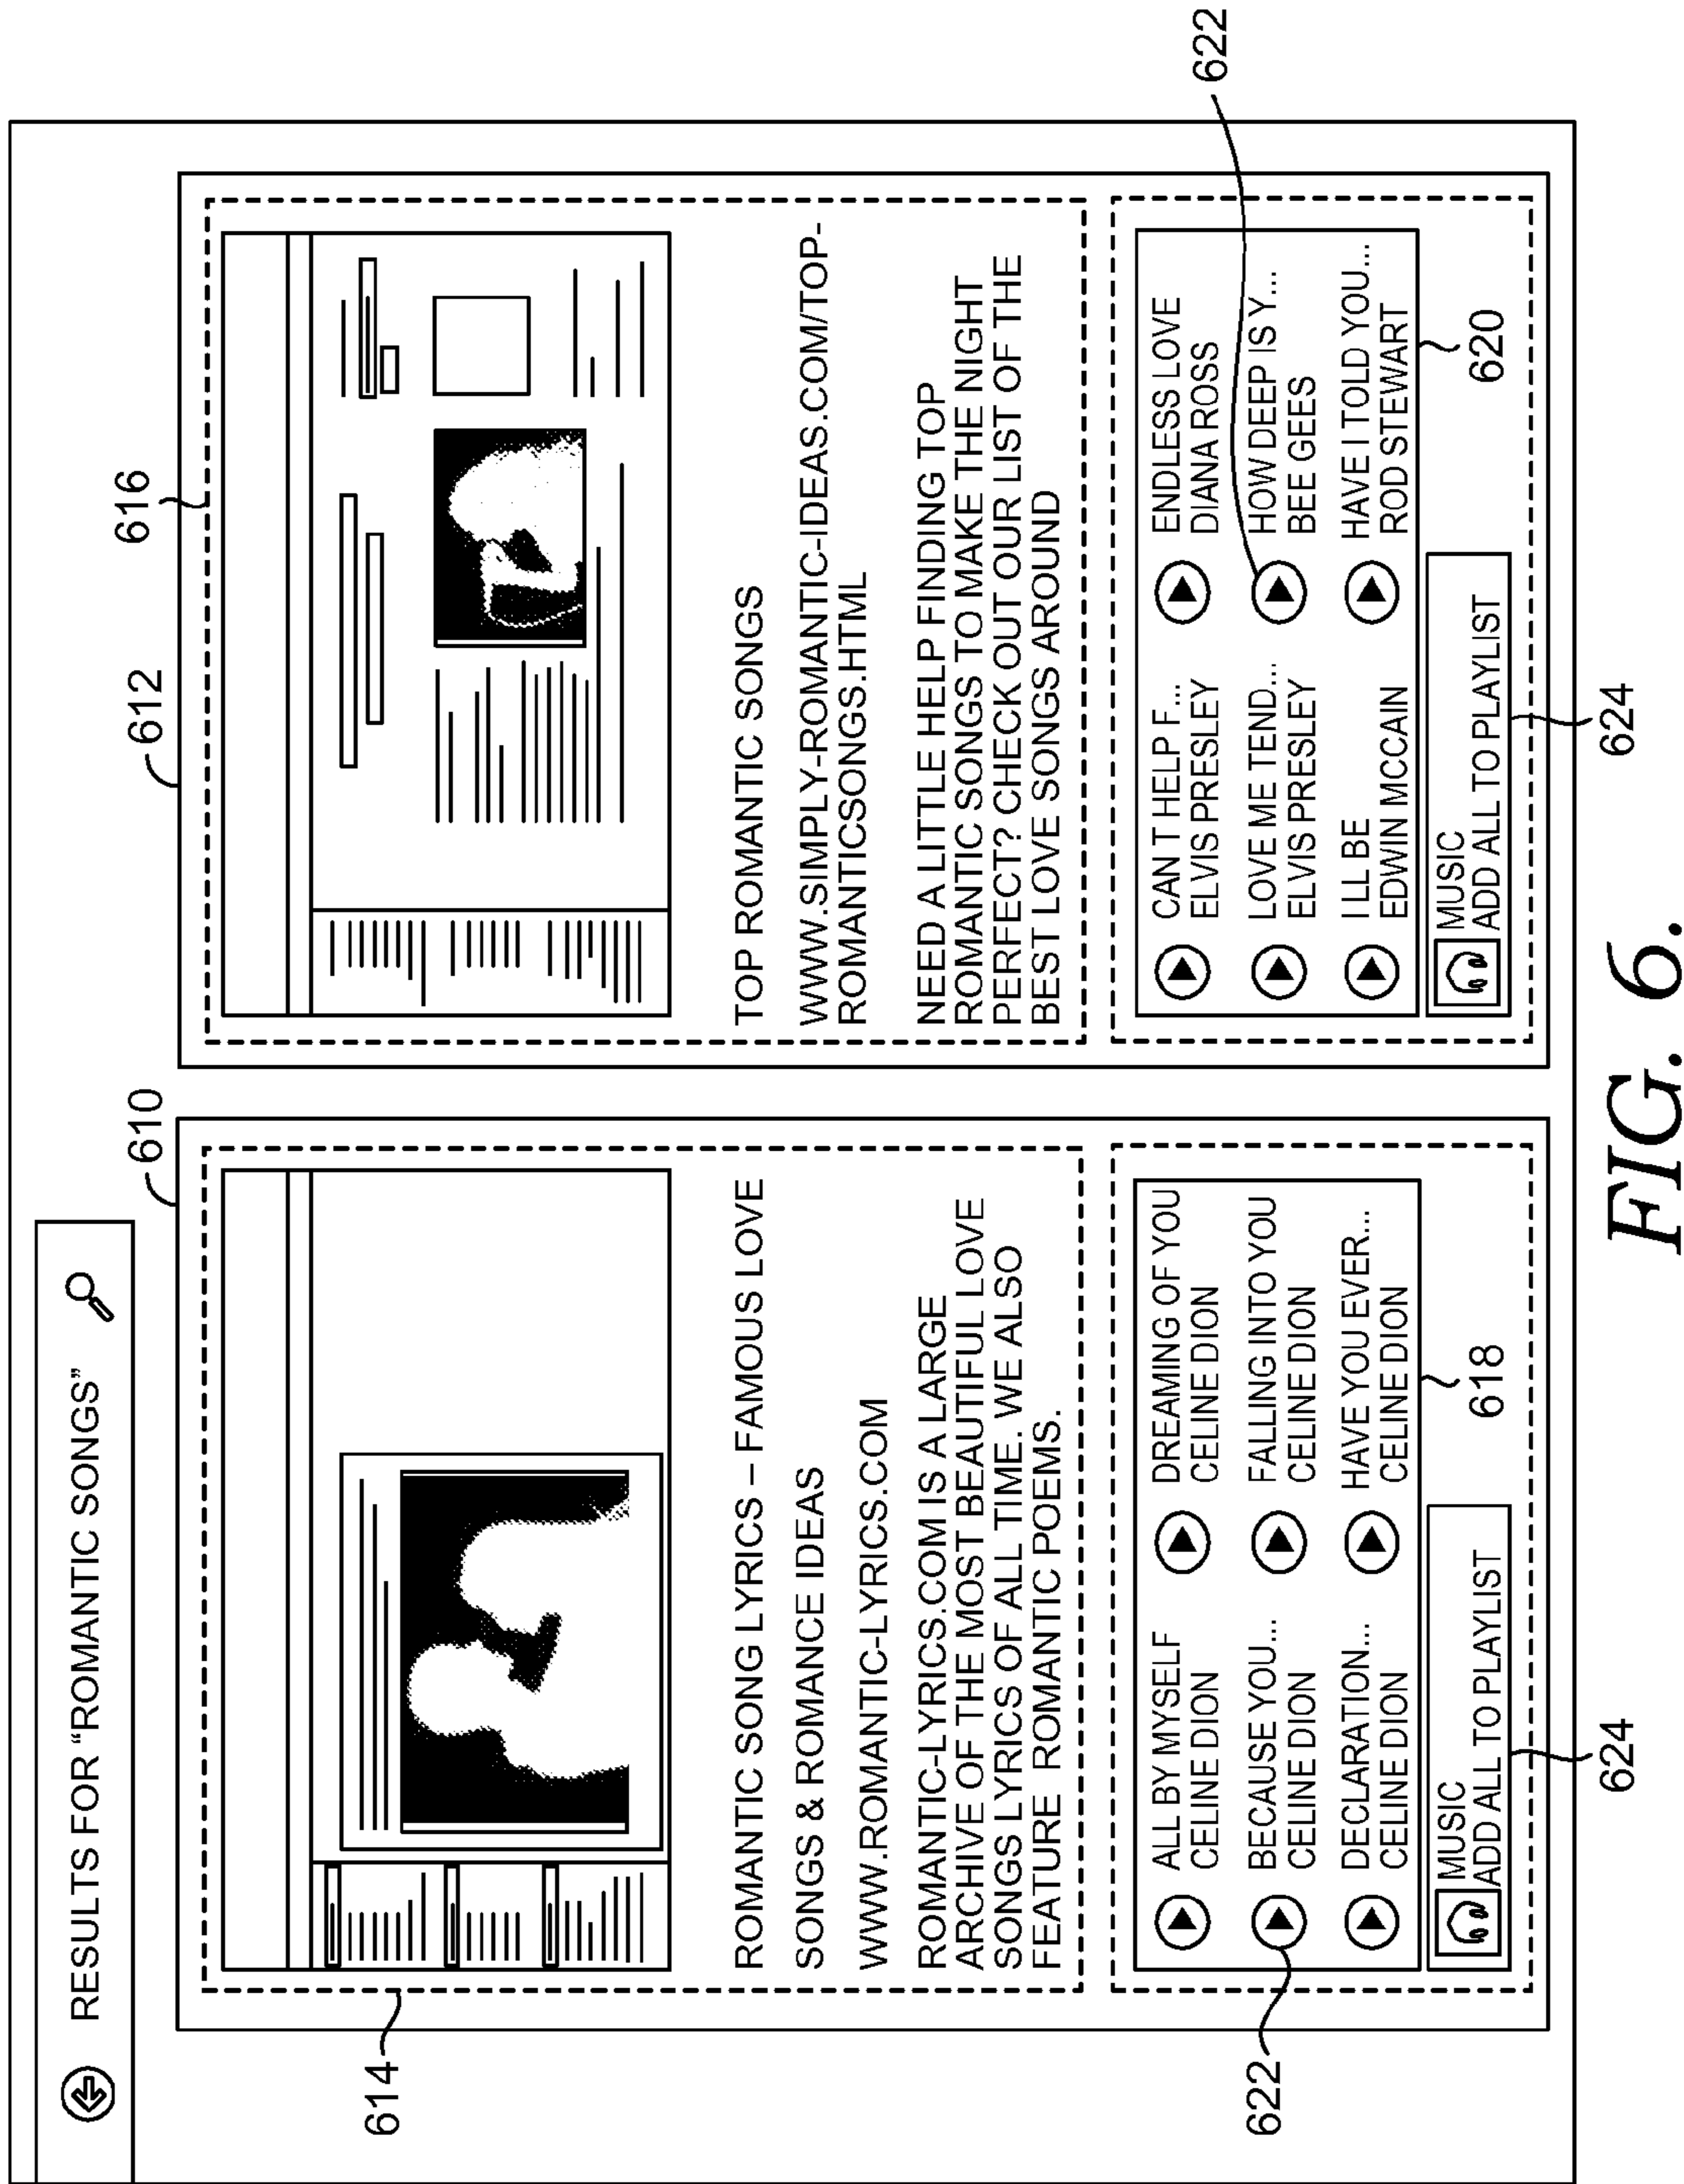 RESULTS FOR "ROMANTIC SONGS"
610
612
614
616
ROMANTIC SONG LYRICS – FAMOUS LOVE
SONGS & ROMANCE IDEAS
WWW.ROMANTIC-LYRICS.COM
ROMANTIC-LYRICS.COM IS A LARGE
ARCHIVE OF THE MOST BEAUTIFUL LOVE
SONGS LYRICS OF ALL TIME. WE ALSO
FEATURE ROMANTIC POEMS.
ALL BY MYSELF
CELINE DION
DREAMING OF YOU
CELINE DION
BECAUSE YOU...
CELINE DION
FALLING INTO YOU
CELINE DION
DECLARATION...
CELINE DION
HAVE YOU EVER...
CELINE DION
622
618
MUSIC
ADD ALL TO PLAYLIST
624
TOP ROMANTIC SONGS
WWW.SIMPLY-ROMANTIC-IDEAS.COM/TOP-
ROMANTICSONGS.HTML
NEED A LITTLE HELP FINDING TOP
ROMANTIC SONGS TO MAKE THE NIGHT
PERFECT? CHECK OUT OUR LIST OF THE
BEST LOVE SONGS AROUND
CAN T HELP F...
ELVIS PRESLEY
ENDLESS LOVE
DIANA ROSS
LOVE ME TEND...
ELVIS PRESLEY
HOW DEEP IS Y...
BEE GEES
I LL BE
EDWIN MCCAIN
HAVE I TOLD YOU...
ROD STEWART
622
620
MUSIC
ADD ALL TO PLAYLIST
624
FIG. 6.